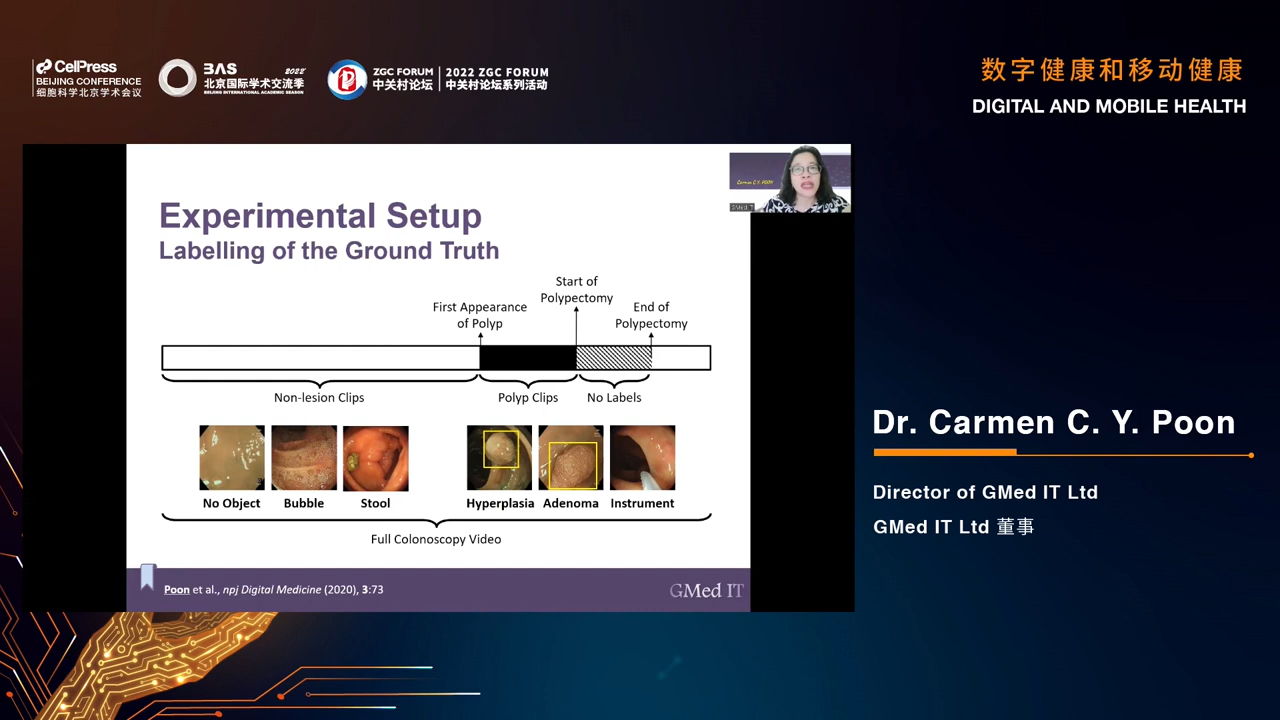 CelPress
BEIJING CONFERENCE
细胞科学北京学术会议
BAS 2022
北京国际学术交流季
BEIJING INTERNATIONAL ACADEMIC SEASON
ZGC FORUM
中关村论坛
2022 ZGC FORUM
中关村论坛系列活动
数字健康和移动健康
DIGITAL AND MOBILE HEALTH
Carmen C.Y. POON
GMed IT
Experimental Setup
Labelling of the Ground Truth
Start of
Polypectomy
First Appearance
of Polyp
End of
Polypectomy
Non-lesion Clips
Polyp Clips
No Labels
No Object
Bubble
Stool
Hyperplasia
Adenoma
Instrument
Full Colonoscopy Video
Poon et al., npj Digital Medicine (2020), 3:73
GMed IT
Dr. Carmen C. Y. Poon
Director of GMed IT Ltd
GMed IT Ltd 董事